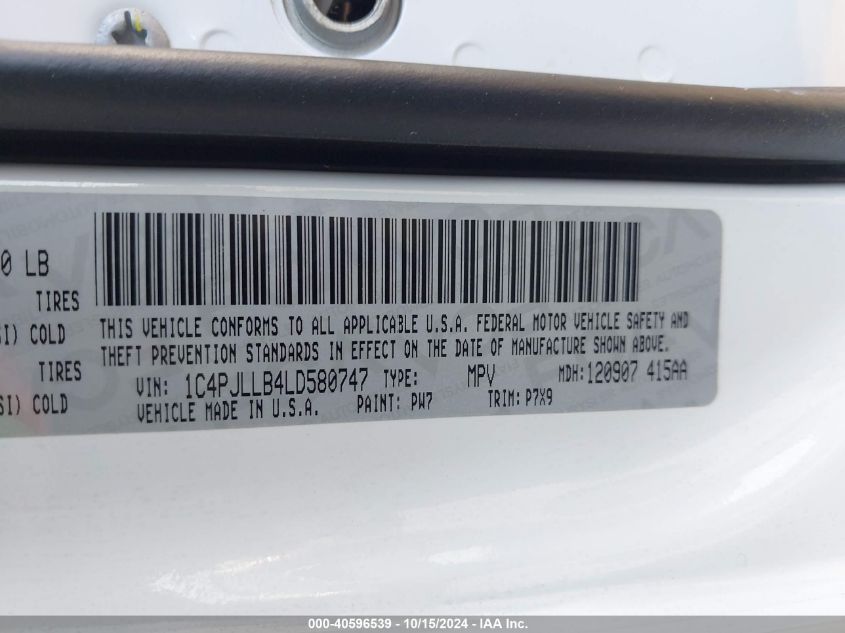 0 LB
TIRES
SI) COLD
TIRES
SI) COLD
THIS VEHICLE CONFORMS TO ALL APPLICABLE U.S.A. FEDERAL MOTOR VEHICLE SAFETY AND
THEFT PREVENTION STANDARDS IN EFFECT ON THE DATE OF MANUFACTURE SHOWN ABOVE.
VIN: 1C4PJLLB4LD580747 TYPE: MPV MDH: 120907 415AA
VEHICLE MADE IN U.S.A. PAINT: PW7 TRIM: P7X9
000-40596539 - 10/15/2024 - IAA Inc.